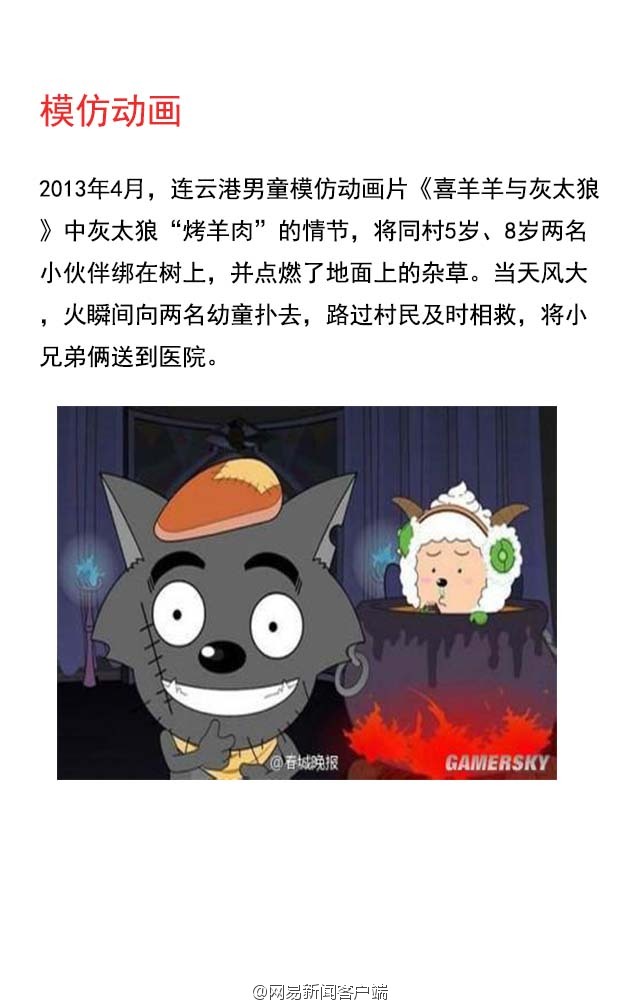 模仿动画
2013年4月，连云港男童模仿动画片《喜羊羊与灰太狼
》中灰太狼“烤羊肉”的情节，将同村5岁、8岁两名
小伙伴绑在树上，并点燃了地面上的杂草。当天风大
，火瞬间向两名幼童扑去，路过村民及时相救，将小
兄弟俩送到医院。
@春城晚报
GAMERSKY
@网易新闻客户端